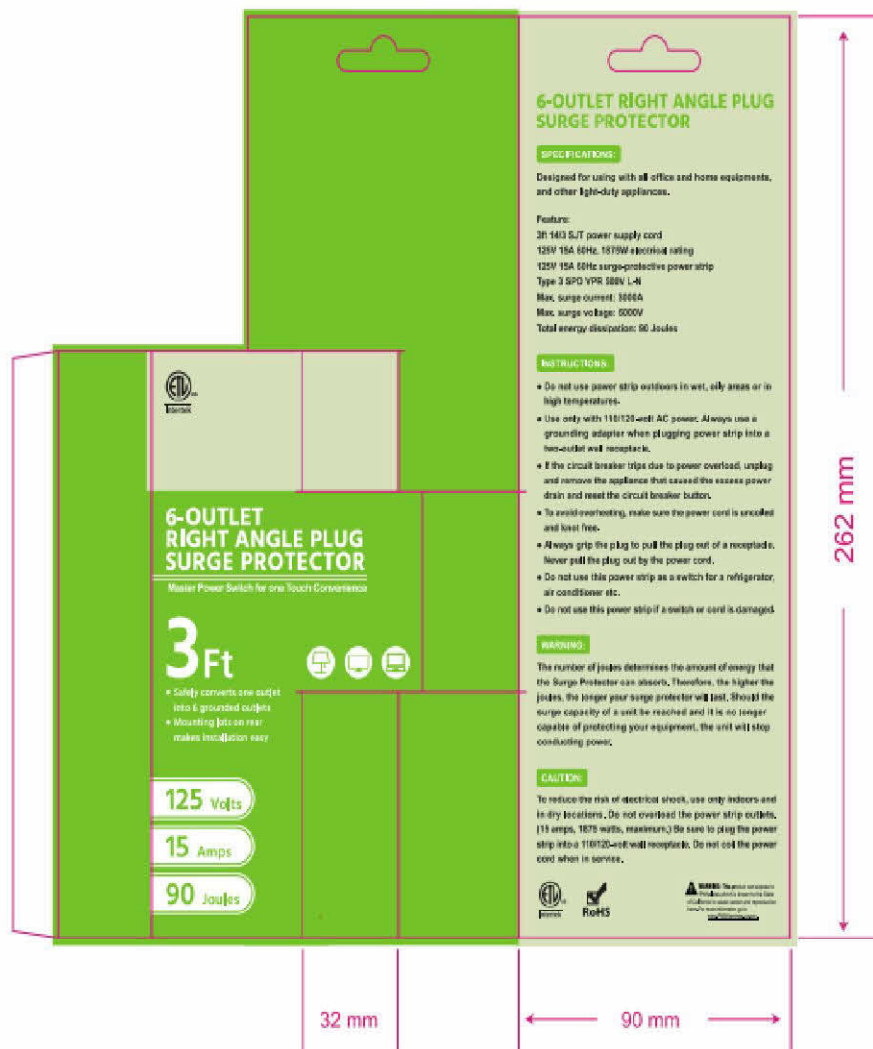 6-OUTLET RIGHT ANGLE PLUG
SURGE PROTECTOR
SPECIFICATIONS:
Designed for using with all office and home equipments,
and other light-duty appliances.
Feature:
3ft 14/3 SJT power supply cord
125V 15A 60Hz, 1875W electrical rating
125V 15A 60Hz surge-protective power strip
Type 3 SPD VPR 500V L-N
Max. surge current: 3000A
Max. surge voltage: 6000V
Total energy dissipation: 90 Joules
INSTRUCTIONS:
• Do not use power strip outdoors in wet, oily areas or in
high temperatures.
• Use only with 110/120-volt AC power. Always use a
grounding adapter when plugging power strip into a
two-outlet wall receptacle.
• If the circuit breaker trips due to power overload, unplug
and remove the appliance that caused the excess power
drain and reset the circuit breaker button.
• To avoid overheating, make sure the power cord is uncoiled
and knot free.
• Always grip the plug to pull the plug out of a receptacle.
Never pull the plug out by the power cord.
• Do not use this power strip as a switch for a refrigerator,
air conditioner etc.
• Do not use this power strip if a switch or cord is damaged.
WARNING:
The number of joules determines the amount of energy that
the Surge Protector can absorb. Therefore, the higher the
joules, the longer your surge protector will last. Should the
surge capacity of a unit be reached and it is no longer
capable of protecting your equipment, the unit will stop
conducting power.
CAUTION:
To reduce the risk of electrical shock, use only indoors and
in dry locations. Do not overload the power strip outlets.
(15 amps, 1875 watts, maximum.) Be sure to plug the power
strip into a 110/120-volt wall receptacle. Do not coil the power
cord when in service.
ETL
Intertek
RoHS
WARNING:
ETL
Intertek
6-OUTLET
RIGHT ANGLE PLUG
SURGE PROTECTOR
Master Power Switch for one Touch Convenience
3 Ft
• Safely converts one outlet
into 6 grounded outlets
• Mounting lots on rear
makes installation easy
125 Volts
15 Amps
90 Joules
262 mm
32 mm
90 mm